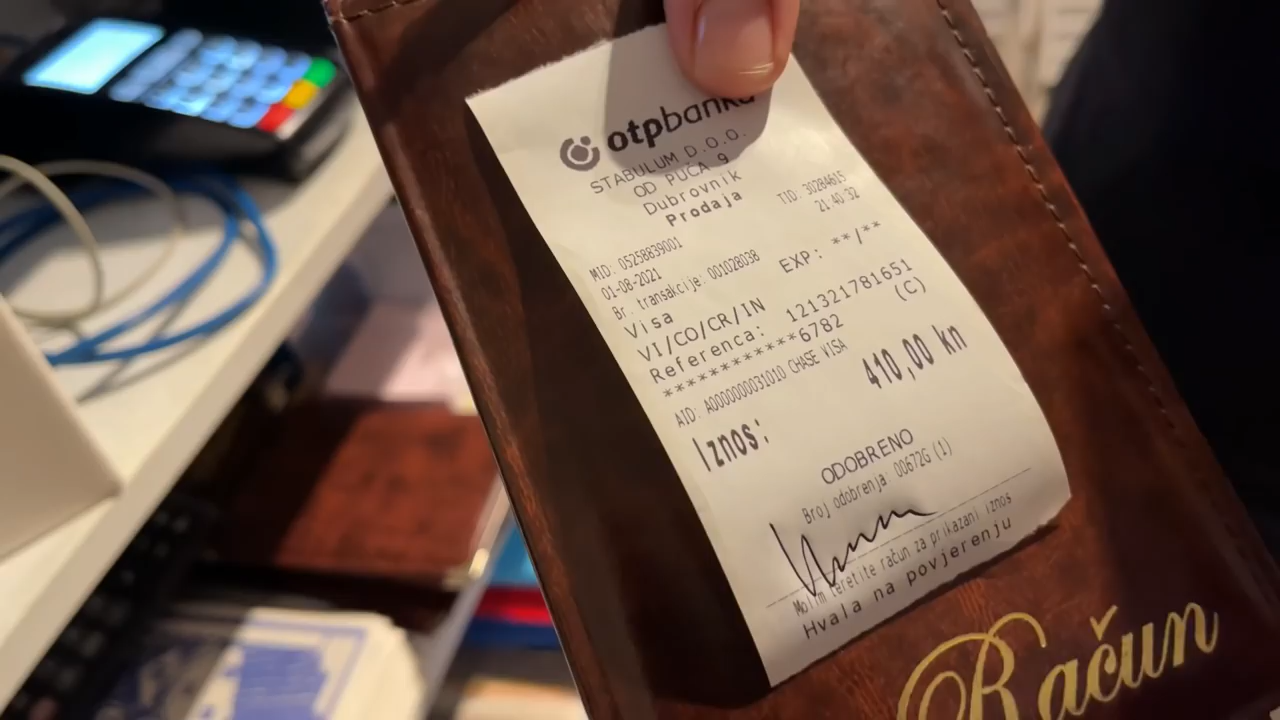 otpbanka
STABULUM D.O.O.
OD PUČA 9
Dubrovnik
Prodaja
MID: 05258839001 TID: 30284615
01-08-2021 21:40:32
Br. transakcije: 001028038
Visa EXP: **/**
VI/CO/CR/IN
Referenca: 121321781651
************6782 (C)
AID: A0000000031010 CHASE VISA
Iznos: 410,00 kn
ODOBRENO
Broj odobrenja: 00672G (1)
Molim teretite račun za prikazani iznos
Hvala na povjerenju
Račun